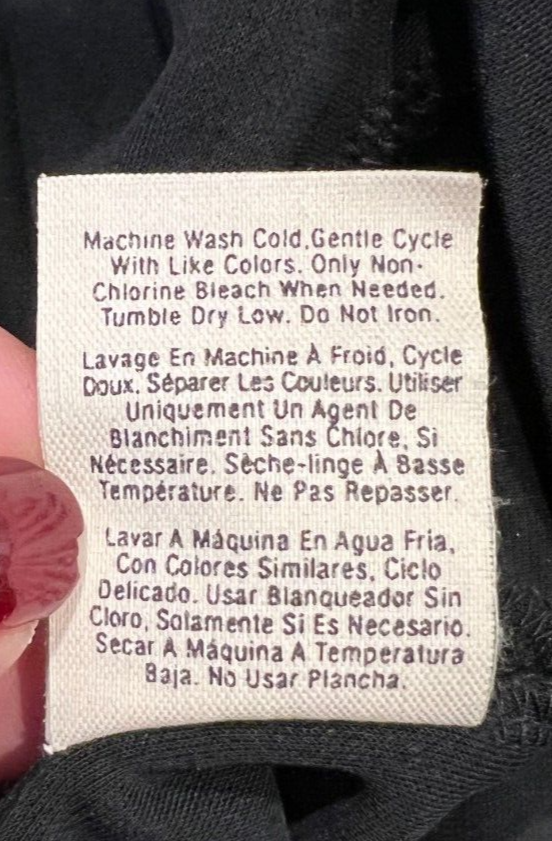 Machine Wash Cold,Gentle Cycle
With Like Colors. Only Non-
Chlorine Bleach When Needed.
Tumble Dry Low. Do Not Iron.
Lavage En Machine À Froid, Cycle
Doux. Séparer Les Couleurs. Utiliser
Uniquement Un Agent De
Blanchiment Sans Chlore, Si
Nécessaire. Sèche-linge À Basse
Température. Ne Pas Repasser.
Lavar A Máquina En Agua Fria,
Con Colores Similares, Ciclo
Delicado. Usar Blanqueador Sin
Cloro, Solamente Si Es Necesario.
Secar A Máquina A Temperatura
Baja. No Usar Plancha.